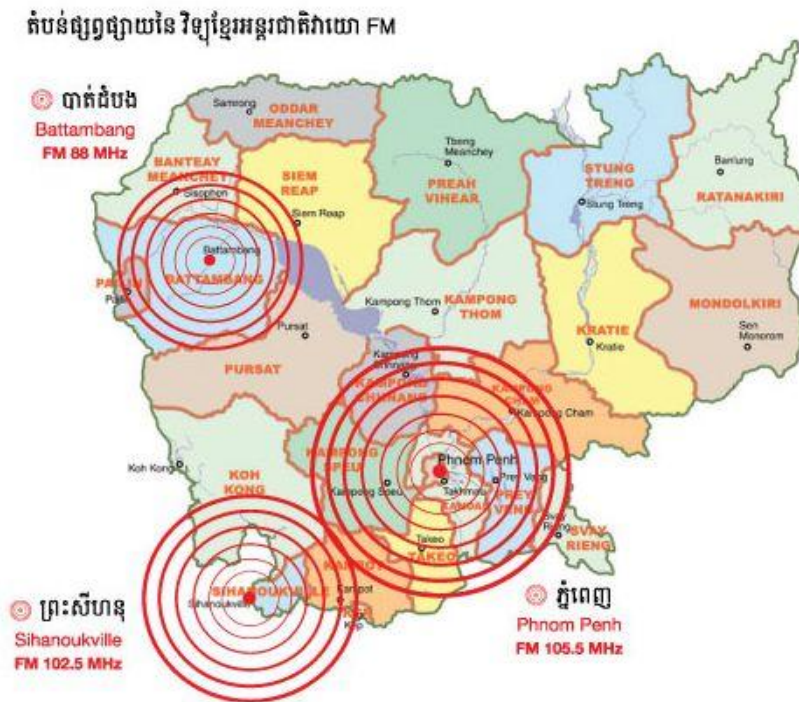 តំបន់ផ្សព្វផ្សាយនៃ វិទ្យុខ្មែរអន្តរជាតិវាយោ FM
បាត់ដំបង
Battambang
FM 88 MHz
Samrong
ODDAR
MEANCHEY
BANTEAY
MEANCHEY
Sisophon
SIEM
REAP
Siem Reap
Tbeng
Meanchey
PREAH
VIHEAR
STUNG
TRENG
Stung Treng
Banlung
RATANAKIRI
Battambang
BATTAMBANG
Pursat
PURSAT
Kampong Thom
KAMPONG
THOM
KRATIE
Kratie
MONDOLKIRI
Sen
Monorom
Kampong
Chhnang
KAMPONG
CHHNANG
KAMPONG
CHAM
Kampong Cham
Koh Kong
KOH
KONG
KAMPONG
SPEU
Kampong Speu
Phnom Penh
Takhmau
KANDAL
Prey Veng
PREY
VENG
Svay
Rieng
SVAY
RIENG
Takeo
TAKEO
KAMPOT
Kampot
Kep
SIHANOUKVILLE
Sihanoukville
ព្រះសីហនុ
Sihanoukville
FM 102.5 MHz
ភ្នំពេញ
Phnom Penh
FM 105.5 MHz